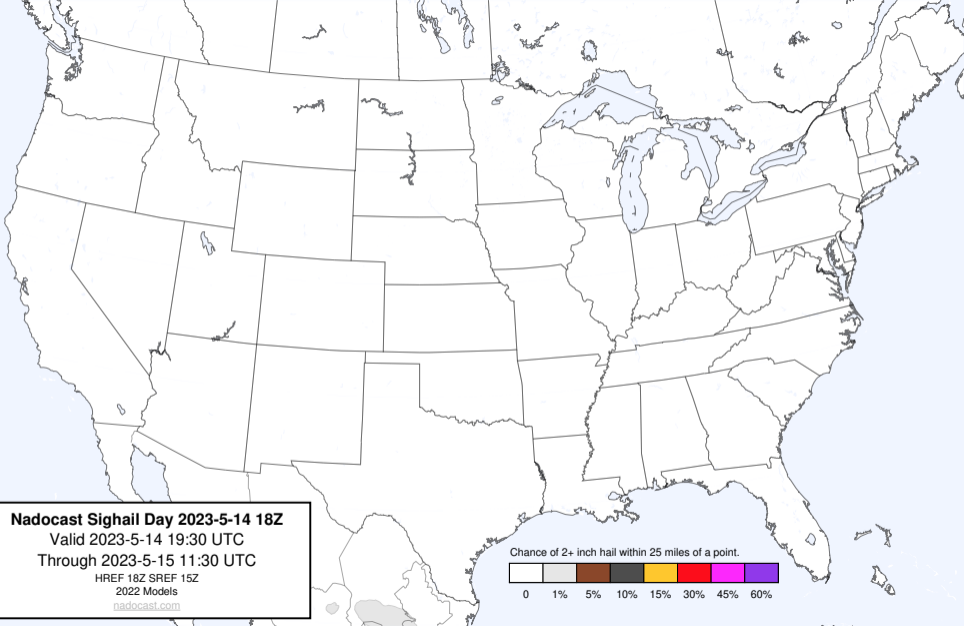 Nadocast Sighail Day 2023-5-14 18Z
Valid 2023-5-14 19:30 UTC
Through 2023-5-15 11:30 UTC
HREF 18Z SREF 15Z
2022 Models
nadocast.com
Chance of 2+ inch hail within 25 miles of a point.
0 1% 5% 10% 15% 30% 45% 60%